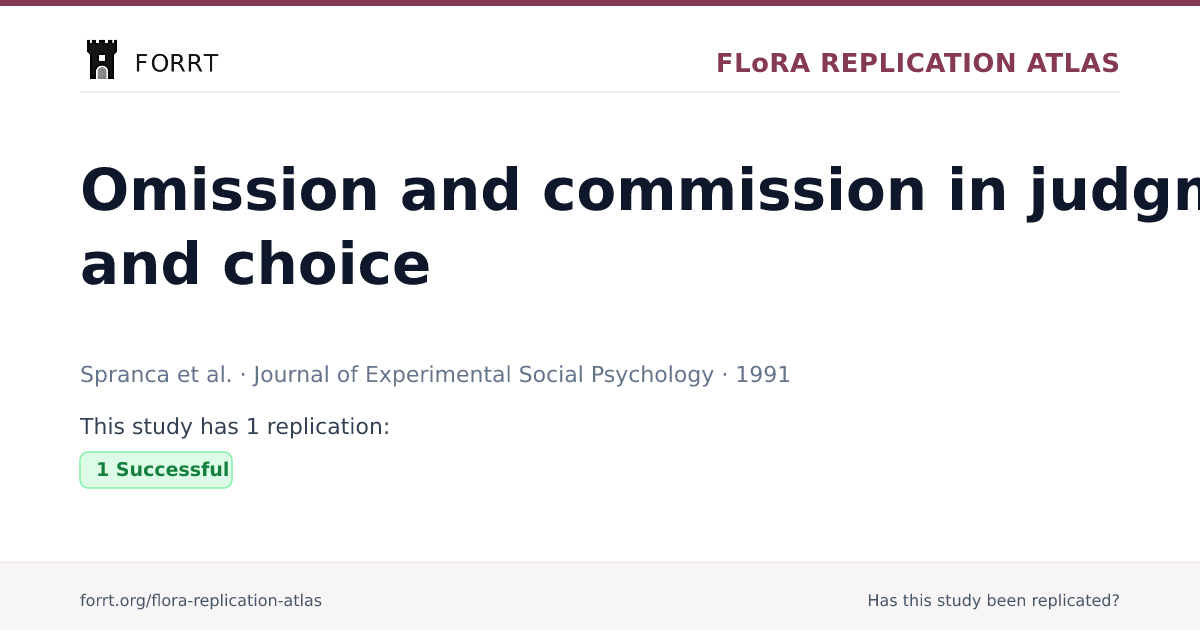 FORRT
FLoRA REPLICATION ATLAS
Omission and commission in judgm
and choice
Spranca et al. · Journal of Experimental Social Psychology · 1991
This study has 1 replication:
1 Successful
forrt.org/flora-replication-atlas
Has this study been replicated?